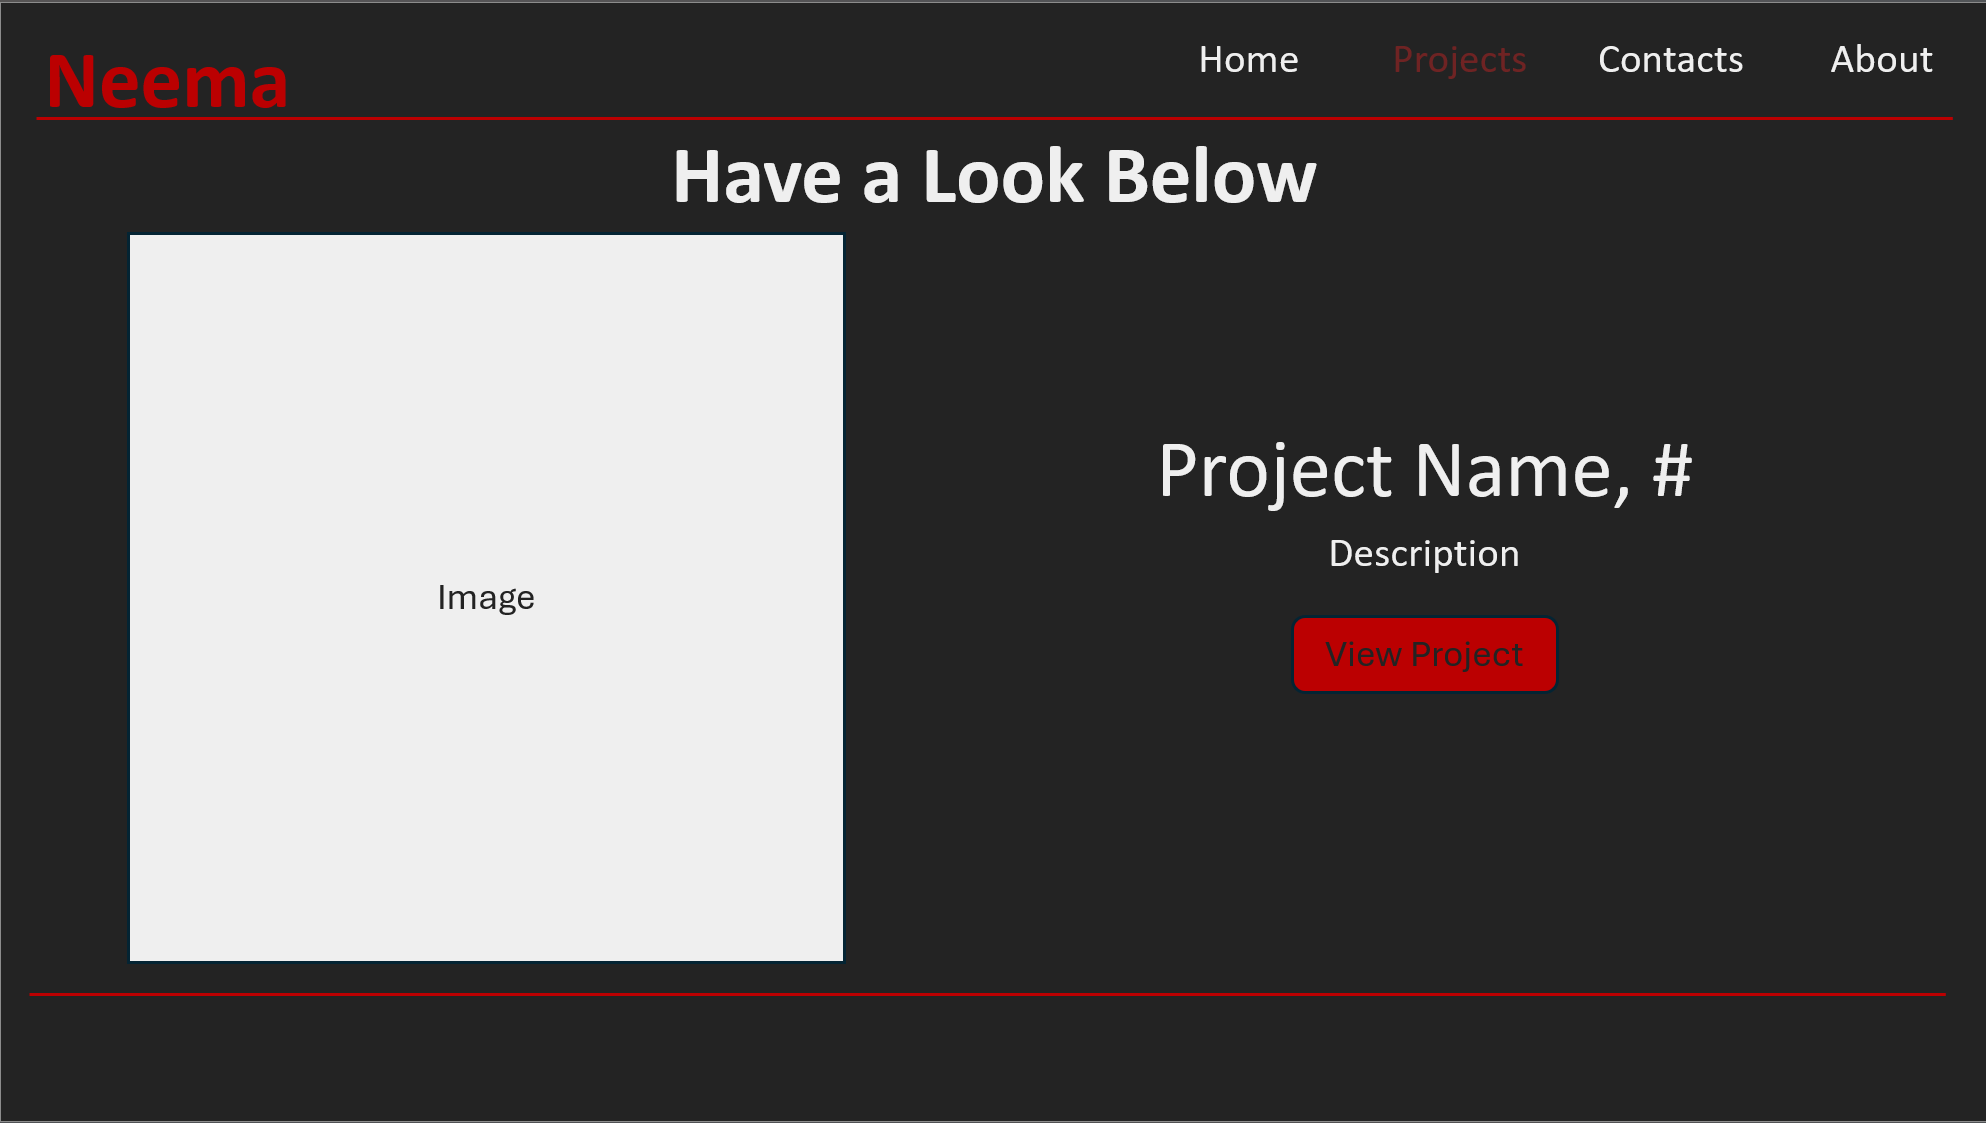 Neema
Home Projects Contacts About
Have a Look Below
Image
Project Name, #
Description
View Project